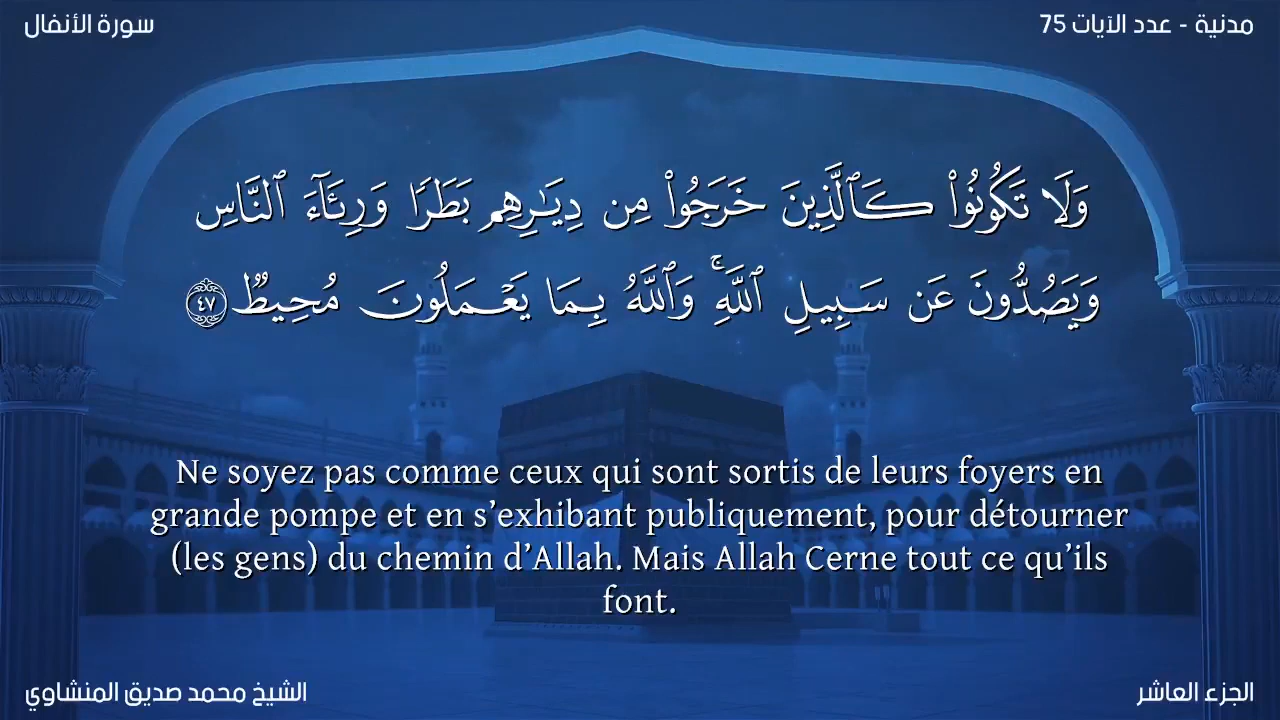 مدنية - عدد الآيات 75
سورة الأنفال
وَلَا تَكُونُوا۟ كَٱلَّذِينَ خَرَجُوا۟ مِن دِيَـٰرِهِم بَطَرًا وَرِئَآءَ ٱلنَّاسِ
وَيَصُدُّونَ عَن سَبِيلِ ٱللَّهِ ۚ وَٱللَّهُ بِمَا يَعْمَلُونَ مُحِيطٌ ٤٧
Ne soyez pas comme ceux qui sont sortis de leurs foyers en
grande pompe et en s’exhibant publiquement, pour détourner
(les gens) du chemin d’Allah. Mais Allah Cerne tout ce qu’ils
font.
الجزء العاشر
الشيخ محمد صديق المنشاوي